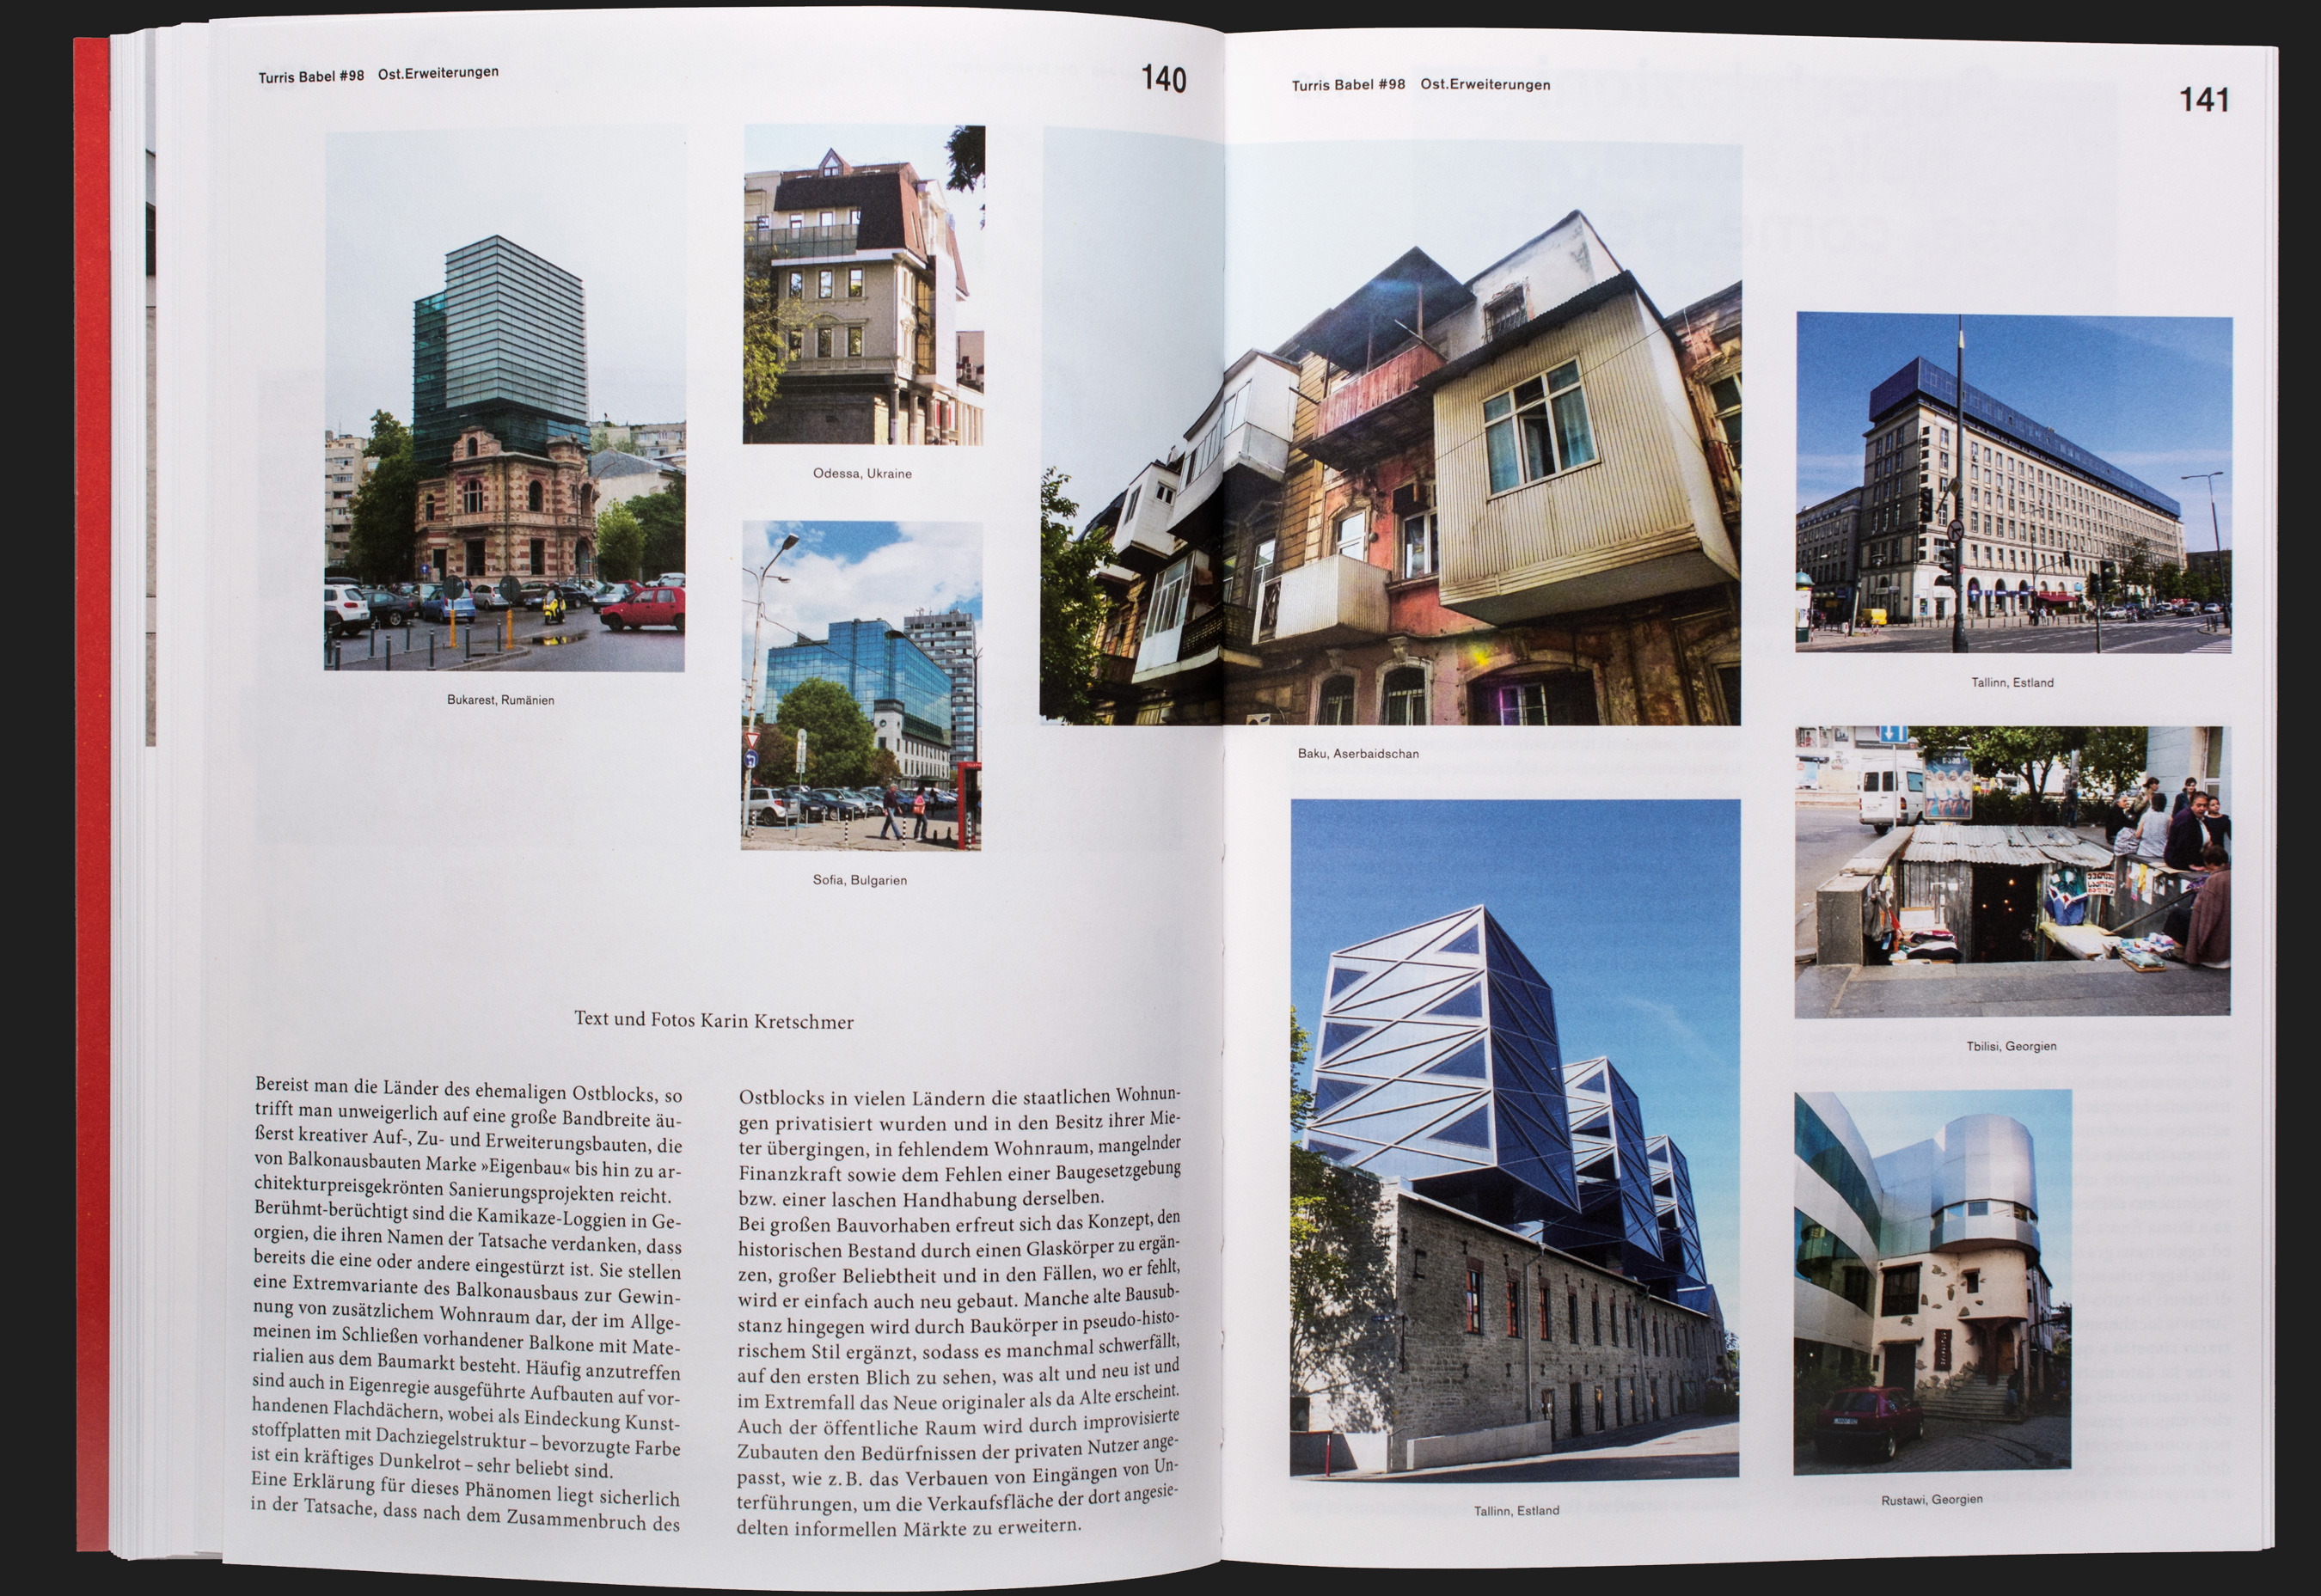 Turris Babel #98 Ost.Erweiterungen
140
Bukarest, Rumänien
Odessa, Ukraine
Sofia, Bulgarien
Text und Fotos Karin Kretschmer
Bereist man die Länder des ehemaligen Ostblocks, so
trifft man unweigerlich auf eine große Bandbreite äu-
ßerst kreativer Auf-, Zu- und Erweiterungsbauten, die
von Balkonausbauten Marke »Eigenbau« bis hin zu ar-
chitekturpreisgekrönten Sanierungsprojekten reicht.
Berühmt-berüchtigt sind die Kamikaze-Loggien in Ge-
orgien, die ihren Namen der Tatsache verdanken, dass
bereits die eine oder andere eingestürzt ist. Sie stellen
eine Extremvariante des Balkonausbaus zur Gewin-
nung von zusätzlichem Wohnraum dar, der im Allge-
meinen im Schließen vorhandener Balkone mit Mate-
rialien aus dem Baumarkt besteht. Häufig anzutreffen
sind auch in Eigenregie ausgeführte Aufbauten auf vor-
handenen Flachdächern, wobei als Eindeckung Kunst-
stoffplatten mit Dachziegelstruktur – bevorzugte Farbe
ist ein kräftiges Dunkelrot – sehr beliebt sind.
Eine Erklärung für dieses Phänomen liegt sicherlich
in der Tatsache, dass nach dem Zusammenbruch des
Ostblocks in vielen Ländern die staatlichen Wohnun-
gen privatisiert wurden und in den Besitz ihrer Mie-
ter übergingen, in fehlendem Wohnraum, mangelnder
Finanzkraft sowie dem Fehlen einer Baugesetzgebung
bzw. einer laschen Handhabung derselben.
Bei großen Bauvorhaben erfreut sich das Konzept, den
historischen Bestand durch einen Glaskörper zu ergän-
zen, großer Beliebtheit und in den Fällen, wo er fehlt,
wird er einfach auch neu gebaut. Manche alte Bausub-
stanz hingegen wird durch Baukörper in pseudo-histo-
rischem Stil ergänzt, sodass es manchmal schwerfällt,
auf den ersten Blich zu sehen, was alt und neu ist und
im Extremfall das Neue originaler als da Alte erscheint.
Auch der öffentliche Raum wird durch improvisierte
Zubauten den Bedürfnissen der privaten Nutzer ange-
passt, wie z. B. das Verbauen von Eingängen von Un-
terführungen, um die Verkaufsfläche der dort angesie-
delten informellen Märkte zu erweitern.
Turris Babel #98 Ost.Erweiterungen
141
Baku, Aserbaidschan
Tallinn, Estland
Tbilisi, Georgien
Tallinn, Estland
Rustawi, Georgien